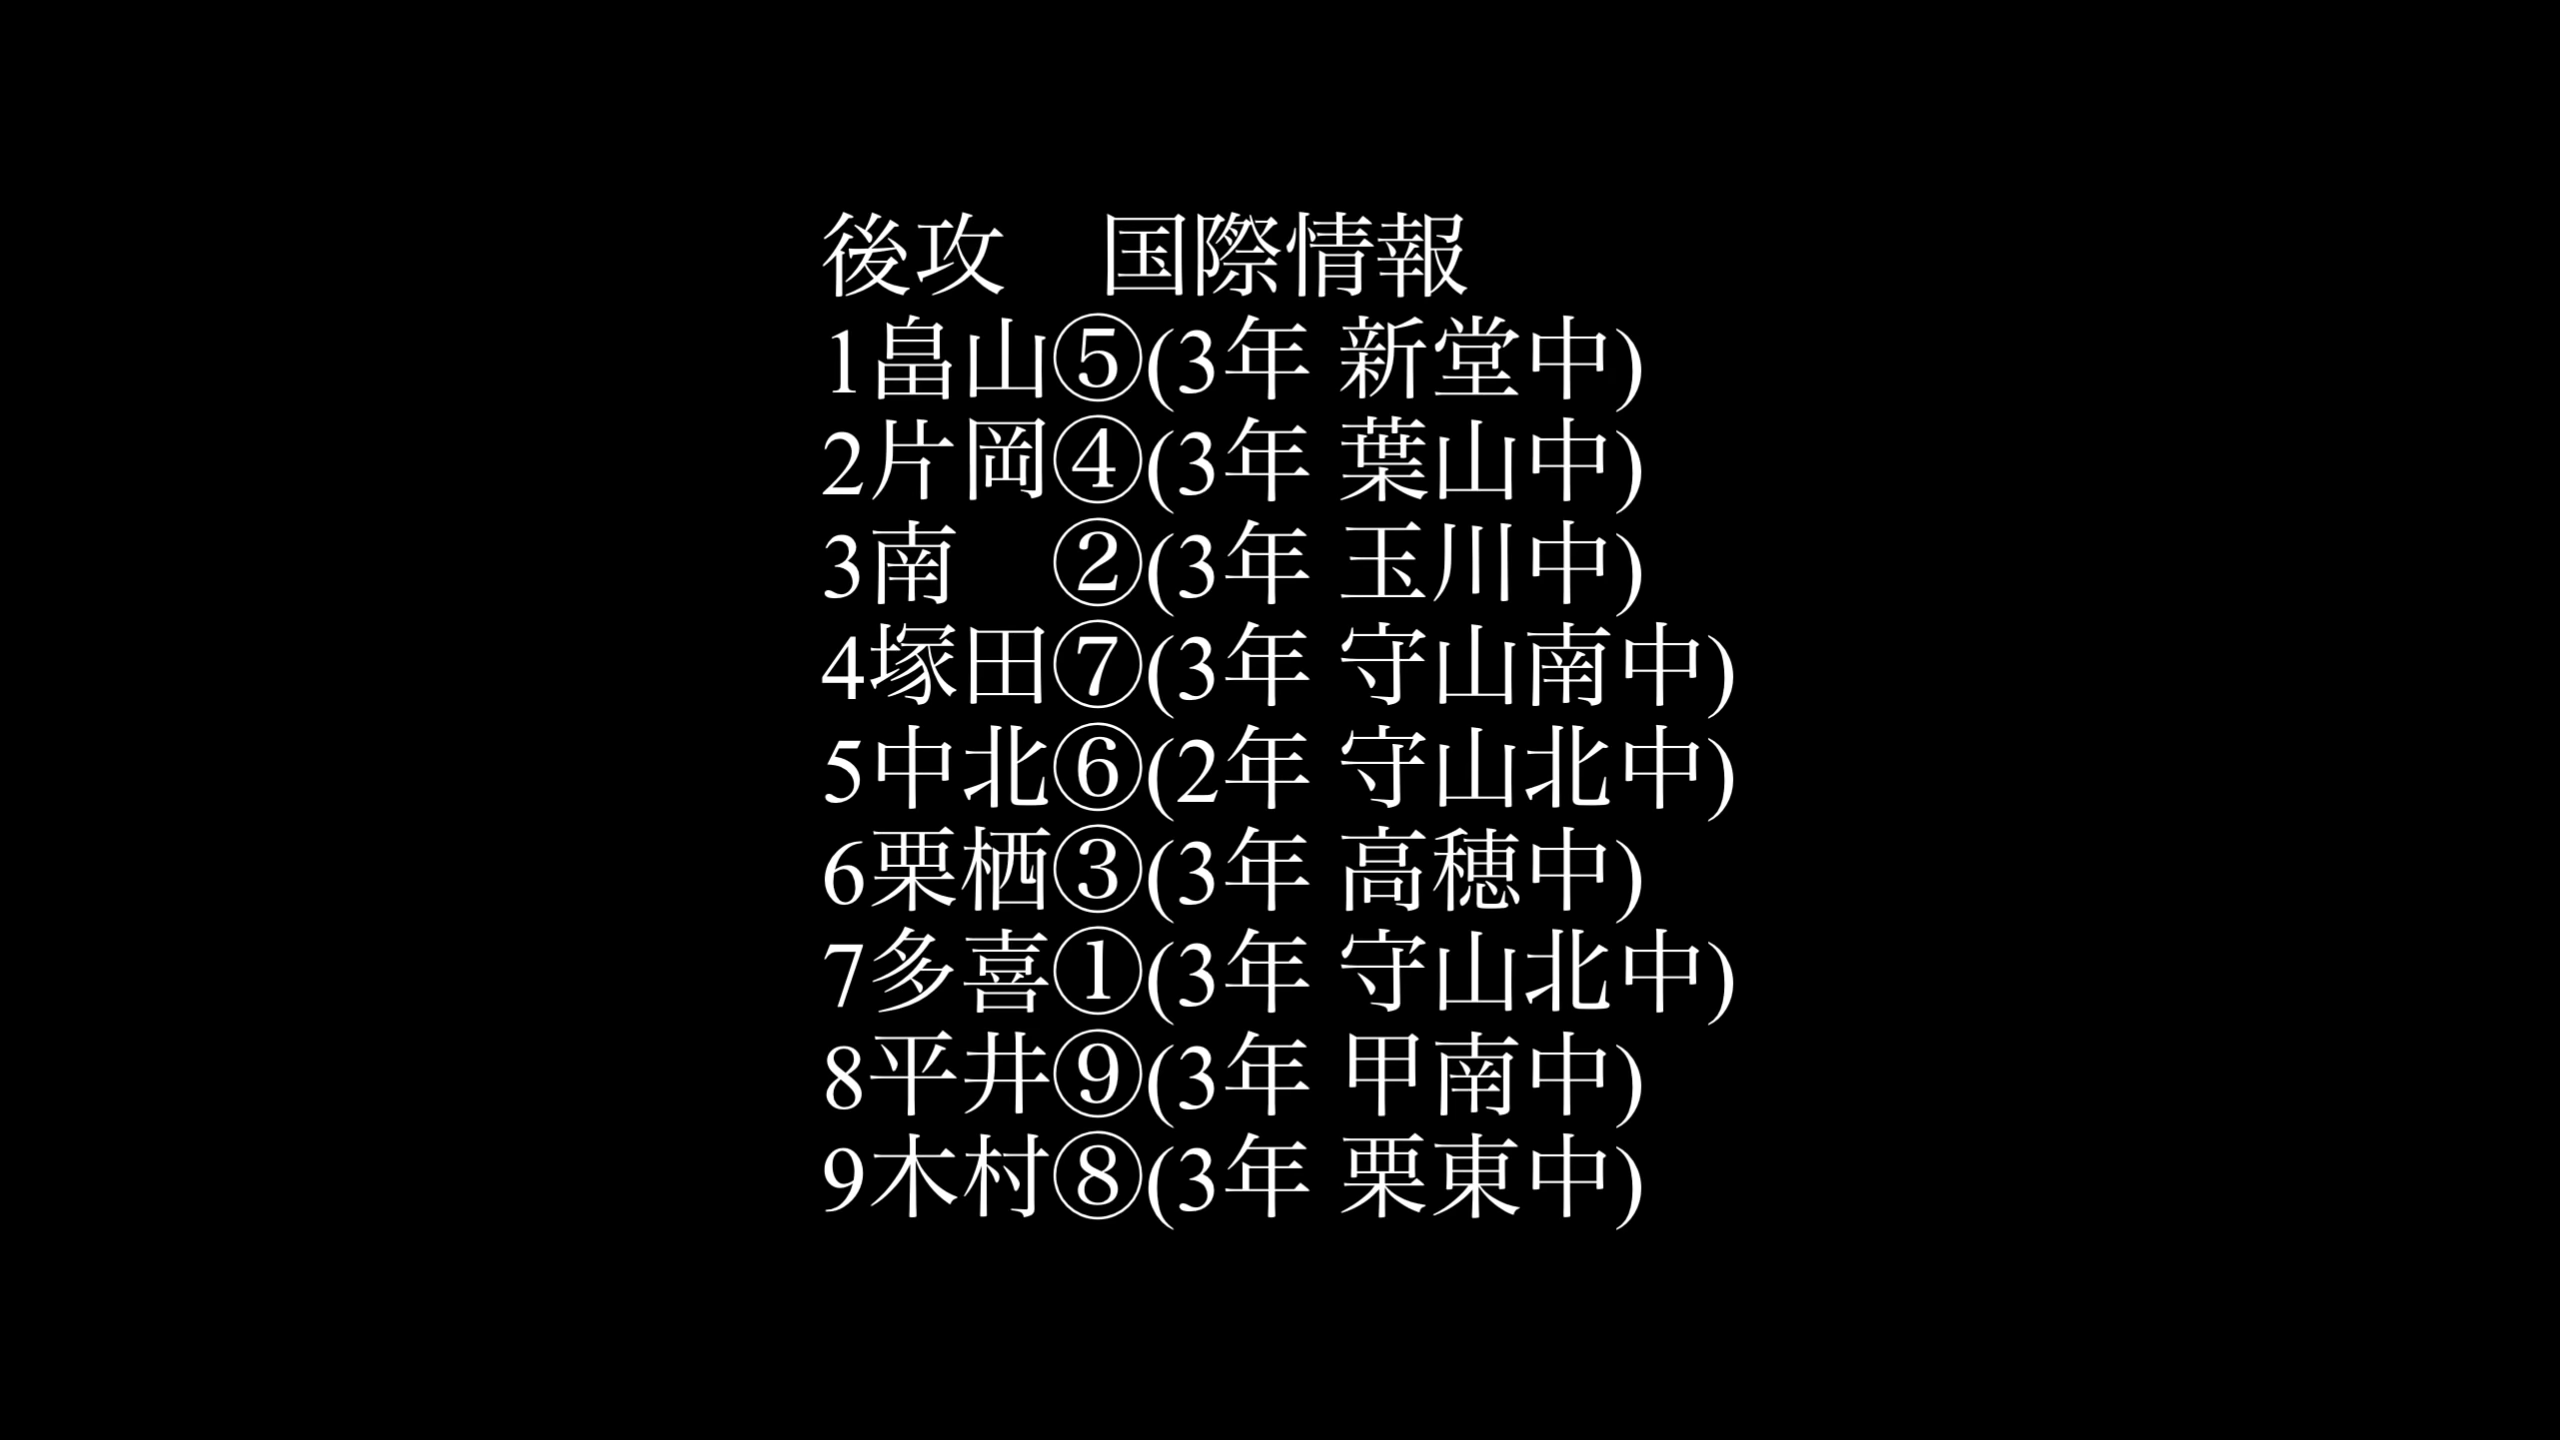 後攻　国際情報
1畠山⑤(3年 新堂中)
2片岡④(3年 葉山中)
3南　②(3年 玉川中)
4塚田⑦(3年 守山南中)
5中北⑥(2年 守山北中)
6栗栖③(3年 高穂中)
7多喜①(3年 守山北中)
8平井⑨(3年 甲南中)
9木村⑧(3年 栗東中)